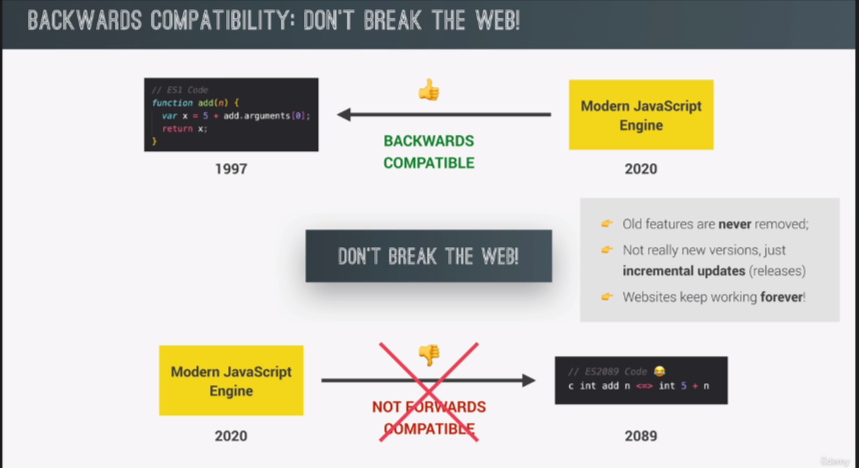 BACKWARDS COMPATIBILITY: DON'T BREAK THE WEB!
// ES1 Code
function add(n) {
var x = 5 + add.arguments[0];
return x;
}
1997
BACKWARDS
COMPATIBLE
Modern JavaScript
Engine
2020
DON'T BREAK THE WEB!
Old features are never removed;
Not really new versions, just
incremental updates (releases)
Websites keep working forever!
Modern JavaScript
Engine
2020
NOT FORWARDS
COMPATIBLE
// ES2089 Code 😂
c int add n <=> int 5 + n
2089
Udemy